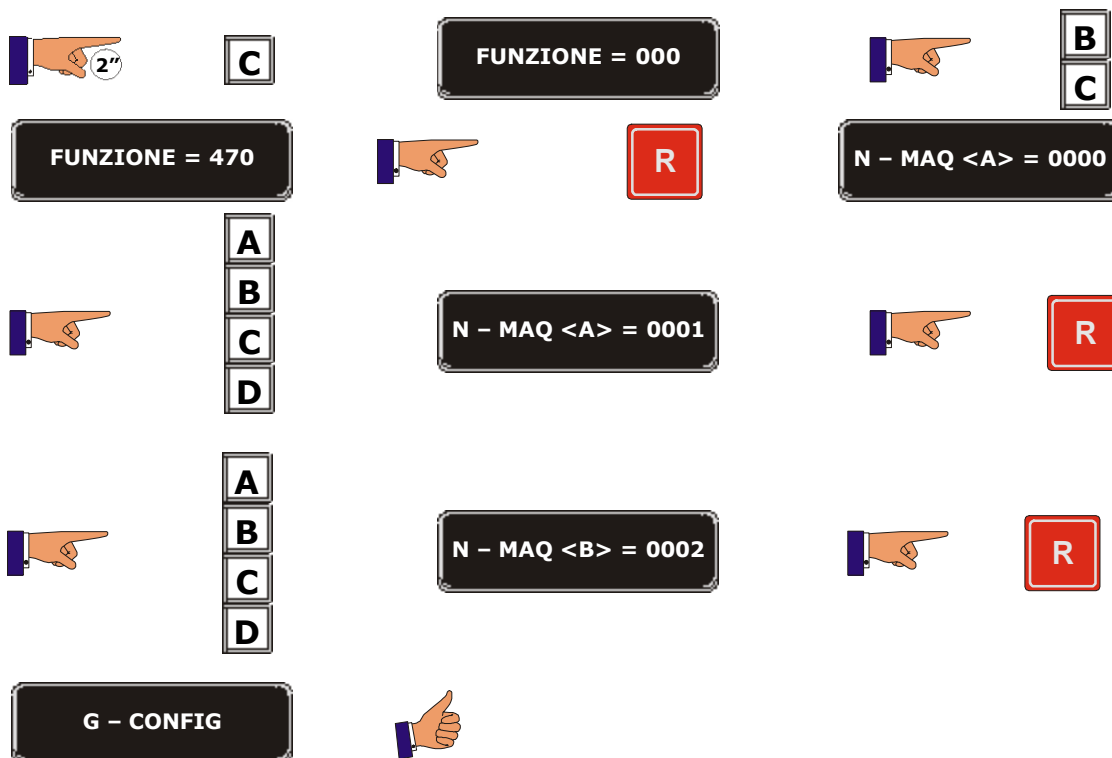 2”
C
FUNZIONE = 000
B
C
FUNZIONE = 470
R
N – MAQ <A> = 0000
A
B
C
D
N – MAQ <A> = 0001
R
A
B
C
D
N – MAQ <B> = 0002
R
G – CONFIG